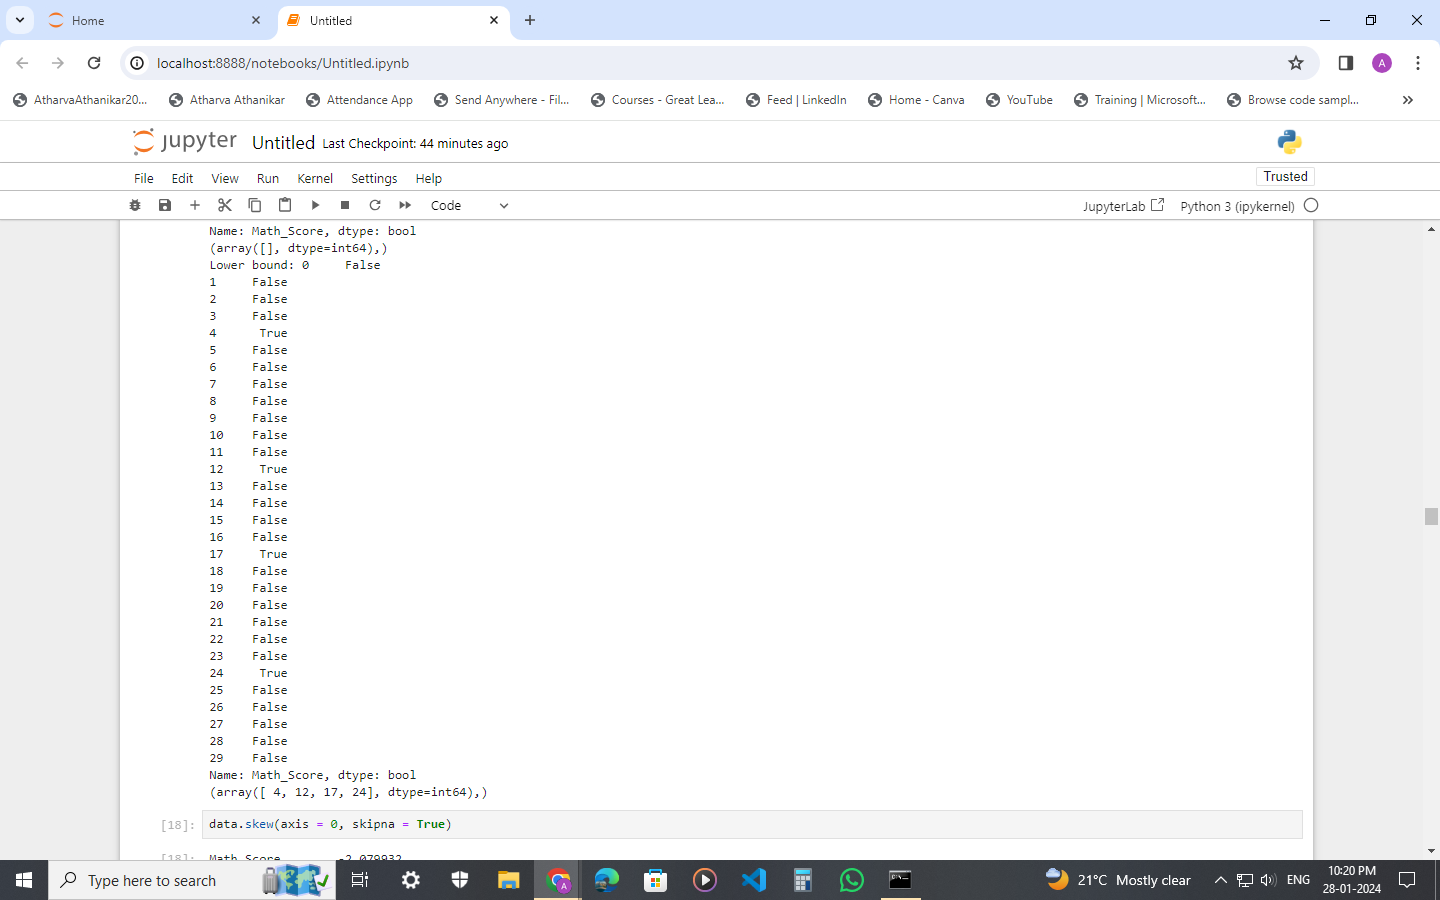 Home
Untitled
localhost:8888/notebooks/Untitled.ipynb
A
AtharvaAthanikar20...
Atharva Athanikar
Attendance App
Send Anywhere - Fil...
Courses - Great Lea...
Feed | LinkedIn
Home - Canva
YouTube
Training | Microsoft...
Browse code sampl...
jupyter Untitled Last Checkpoint: 44 minutes ago
File Edit View Run Kernel Settings Help
Trusted
Code
JupyterLab
Python 3 (ipykernel)
Name: Math_Score, dtype: bool
(array([], dtype=int64),)
Lower bound: 0     False
1     False
2     False
3     False
4      True
5     False
6     False
7     False
8     False
9     False
10    False
11    False
12     True
13    False
14    False
15    False
16    False
17     True
18    False
19    False
20    False
21    False
22    False
23    False
24     True
25    False
26    False
27    False
28    False
29    False
Name: Math_Score, dtype: bool
(array([ 4, 12, 17, 24], dtype=int64),)
[18]: data.skew(axis = 0, skipna = True)
[18]: Math_Score -2.079932
Type here to search
A
21°C Mostly clear
ENG
10:20 PM
28-01-2024